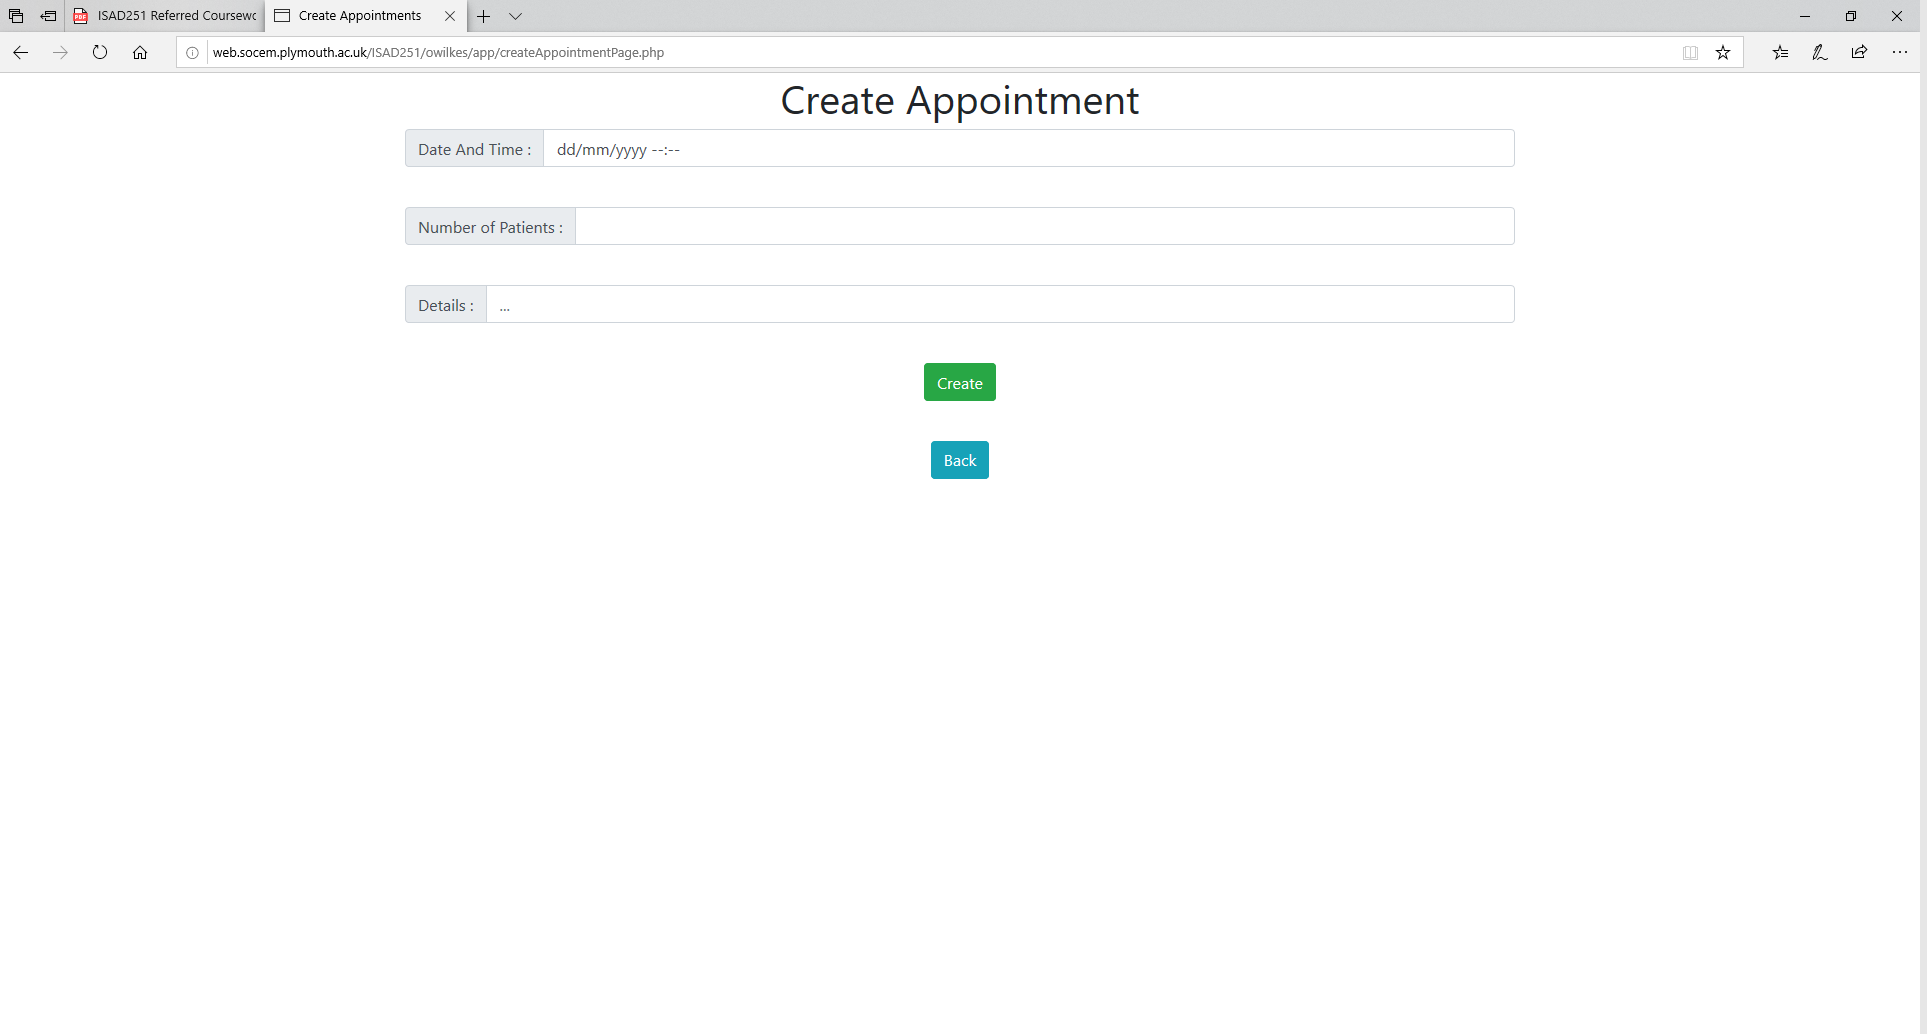 ISAD251 Referred Coursewo
Create Appointments
web.socem.plymouth.ac.uk/ISAD251/owilkes/app/createAppointmentPage.php
Create Appointment
Date And Time : dd/mm/yyyy --:--
Number of Patients :
Details : ...
Create
Back